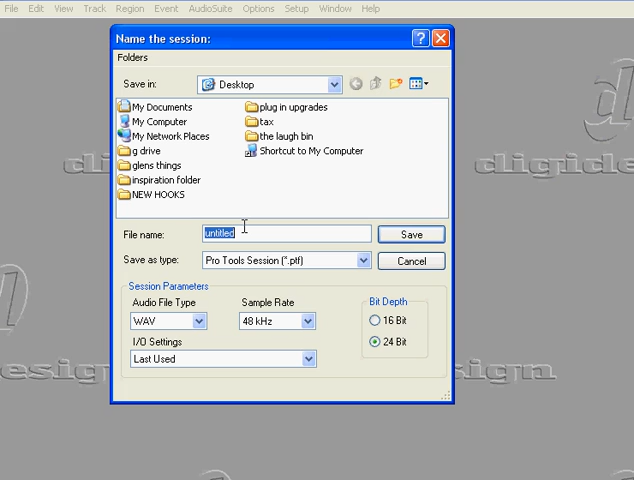 File Edit View Track Region Event AudioSuite Options Setup Window Help
Name the session:
Folders
Save in: Desktop
My Documents
My Computer
My Network Places
g drive
glens things
inspiration folder
NEW HOOKS
plug in upgrades
tax
the laugh bin
Shortcut to My Computer
File name: untitled Save
Save as type: Pro Tools Session (*.ptf) Cancel
Session Parameters
Audio File Type Sample Rate Bit Depth
WAV 48 kHz 16 Bit
I/O Settings 24 Bit
Last Used
digide
design